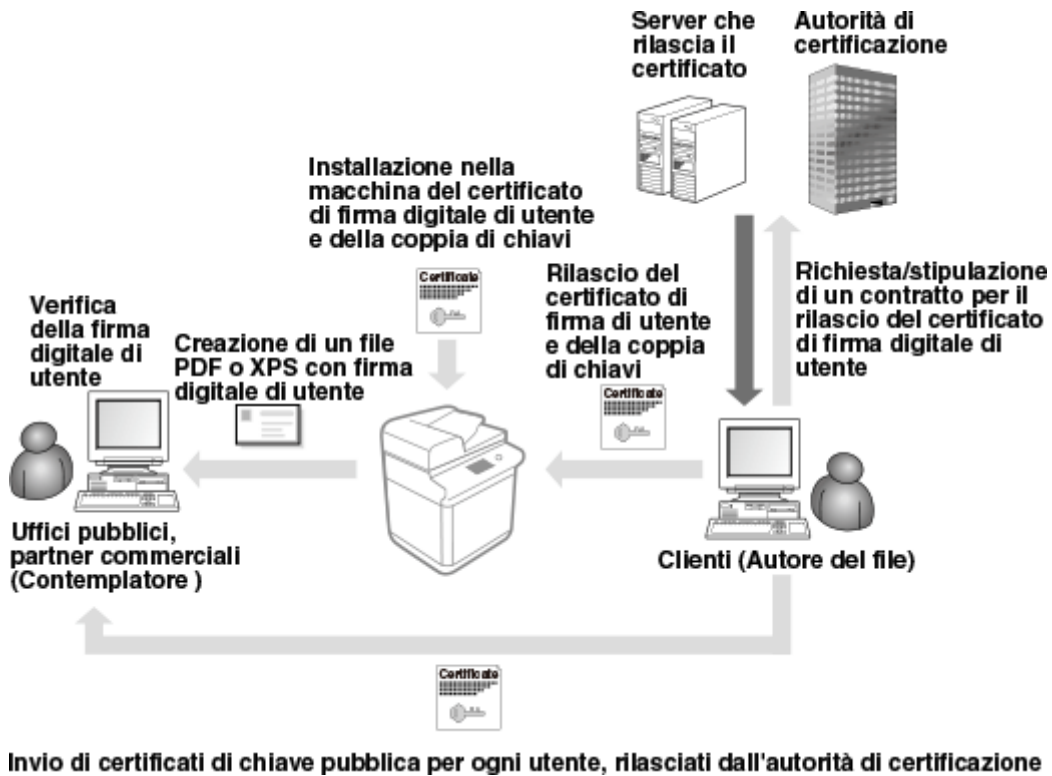 Server che
rilascia il
certificato
Autorità di
certificazione
Installazione nella
macchina del certificato
di firma digitale di utente
e della coppia di chiavi
Certificate
Rilascio del
certificato di
firma di utente
e della coppia
di chiavi
Certificate
Richiesta/stipulazione
di un contratto per il
rilascio del certificato
di firma digitale di
utente
Verifica
della firma
digitale di
utente
Creazione di un file
PDF o XPS con firma
digitale di utente
Uffici pubblici,
partner commerciali
(Contemplatore )
Clienti (Autore del file)
Certificate
Invio di certificati di chiave pubblica per ogni utente, rilasciati dall'autorità di certificazione